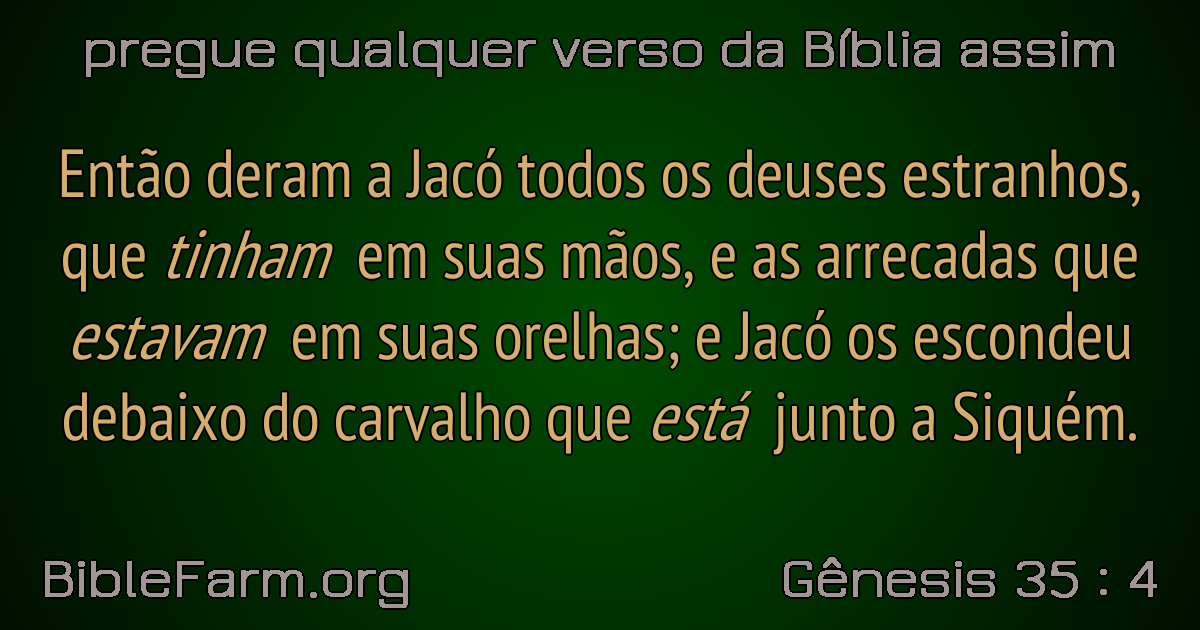 pregue qualquer verso da Bíblia assim
Então deram a Jacó todos os deuses estranhos,
que tinham em suas mãos, e as arrecadas que
estavam em suas orelhas; e Jacó os escondeu
debaixo do carvalho que está junto a Siquém.
BibleFarm.org
Gênesis 35 : 4